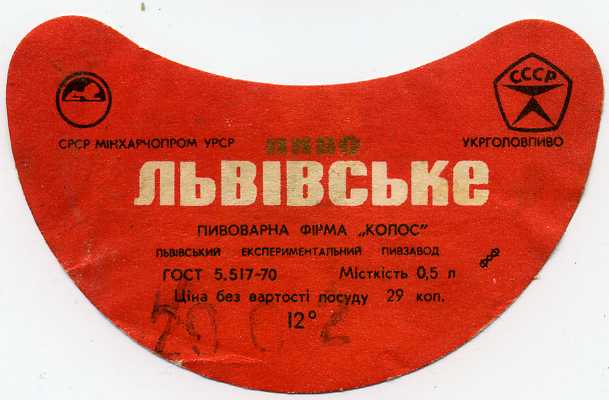 СССР
СРСР МІНХАРЧОПРОМ УРСР
УКРГОЛОВПИВО
пиво
ЛЬВІВСЬКЕ
ПИВОВАРНА ФІРМА „КОЛОС"
ЛЬВІВСЬКИЙ ЕКСПЕРИМЕНТАЛЬНИЙ ПИВЗАВОД
ФОФ
ГОСТ 5.517-70 Місткість 0,5 л
Ціна без вартості посуду 29 коп.
12°